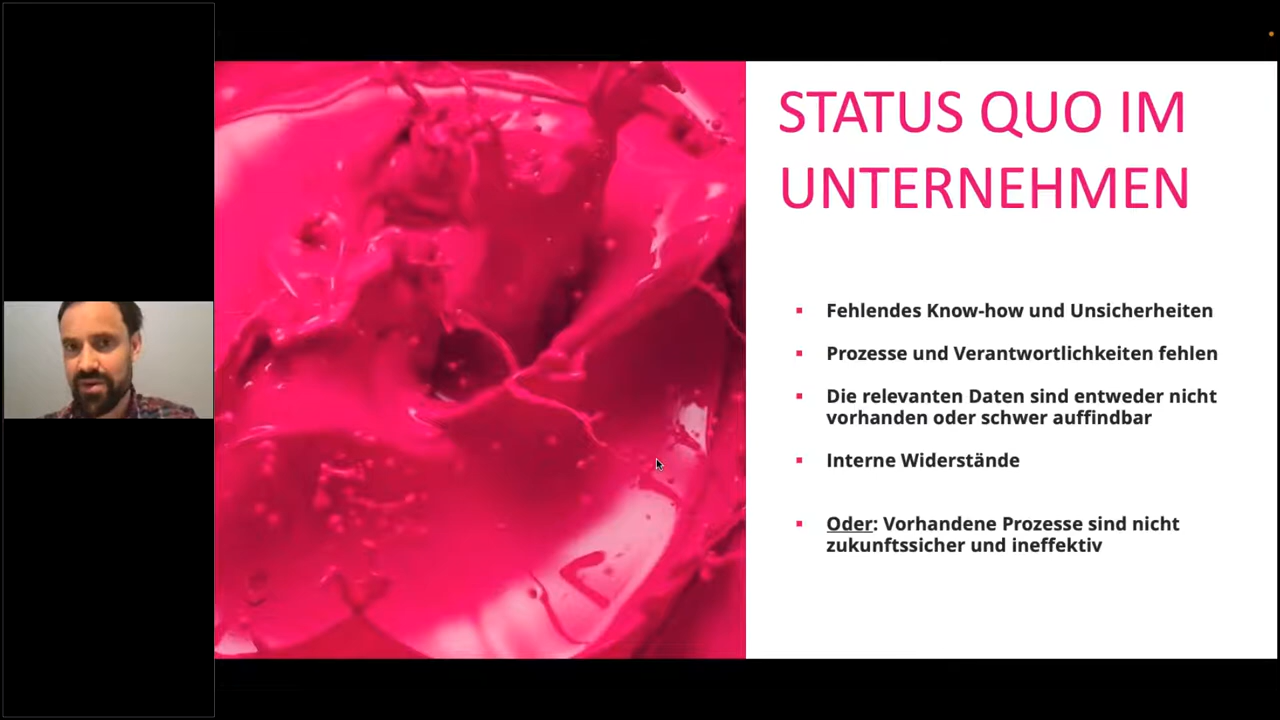 STATUS QUO IM
UNTERNEHMEN
Fehlendes Know-how und Unsicherheiten
Prozesse und Verantwortlichkeiten fehlen
Die relevanten Daten sind entweder nicht
vorhanden oder schwer auffindbar
Interne Widerstände
Oder: Vorhandene Prozesse sind nicht
zukunftssicher und ineffektiv